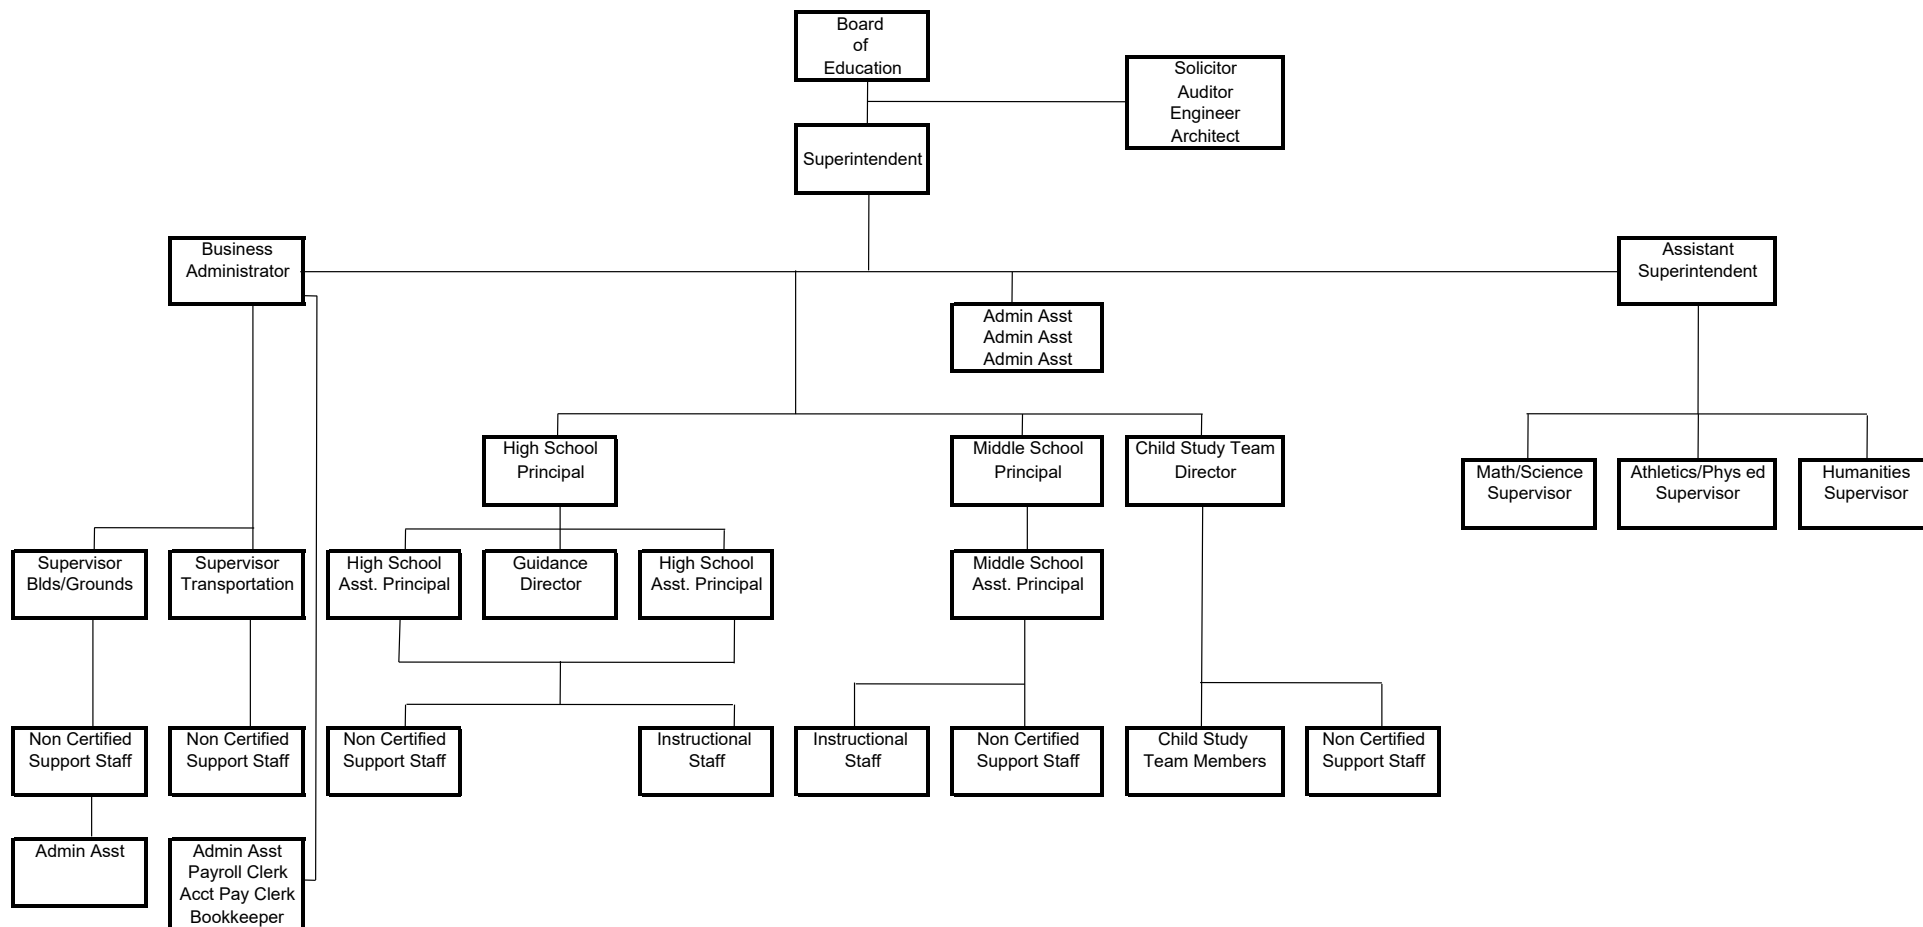 Board
of
Education
Solicitor
Auditor
Engineer
Architect
Superintendent
Business
Administrator
Assistant
Superintendent
Admin Asst
Admin Asst
Admin Asst
High School
Principal
Middle School
Principal
Child Study Team
Director
Math/Science
Supervisor
Athletics/Phys ed
Supervisor
Humanities
Supervisor
Supervisor
Blds/Grounds
Supervisor
Transportation
High School
Asst. Principal
Guidance
Director
High School
Asst. Principal
Middle School
Asst. Principal
Non Certified
Support Staff
Non Certified
Support Staff
Non Certified
Support Staff
Instructional
Staff
Instructional
Staff
Non Certified
Support Staff
Child Study
Team Members
Non Certified
Support Staff
Admin Asst
Admin Asst
Payroll Clerk
Acct Pay Clerk
Bookkeeper